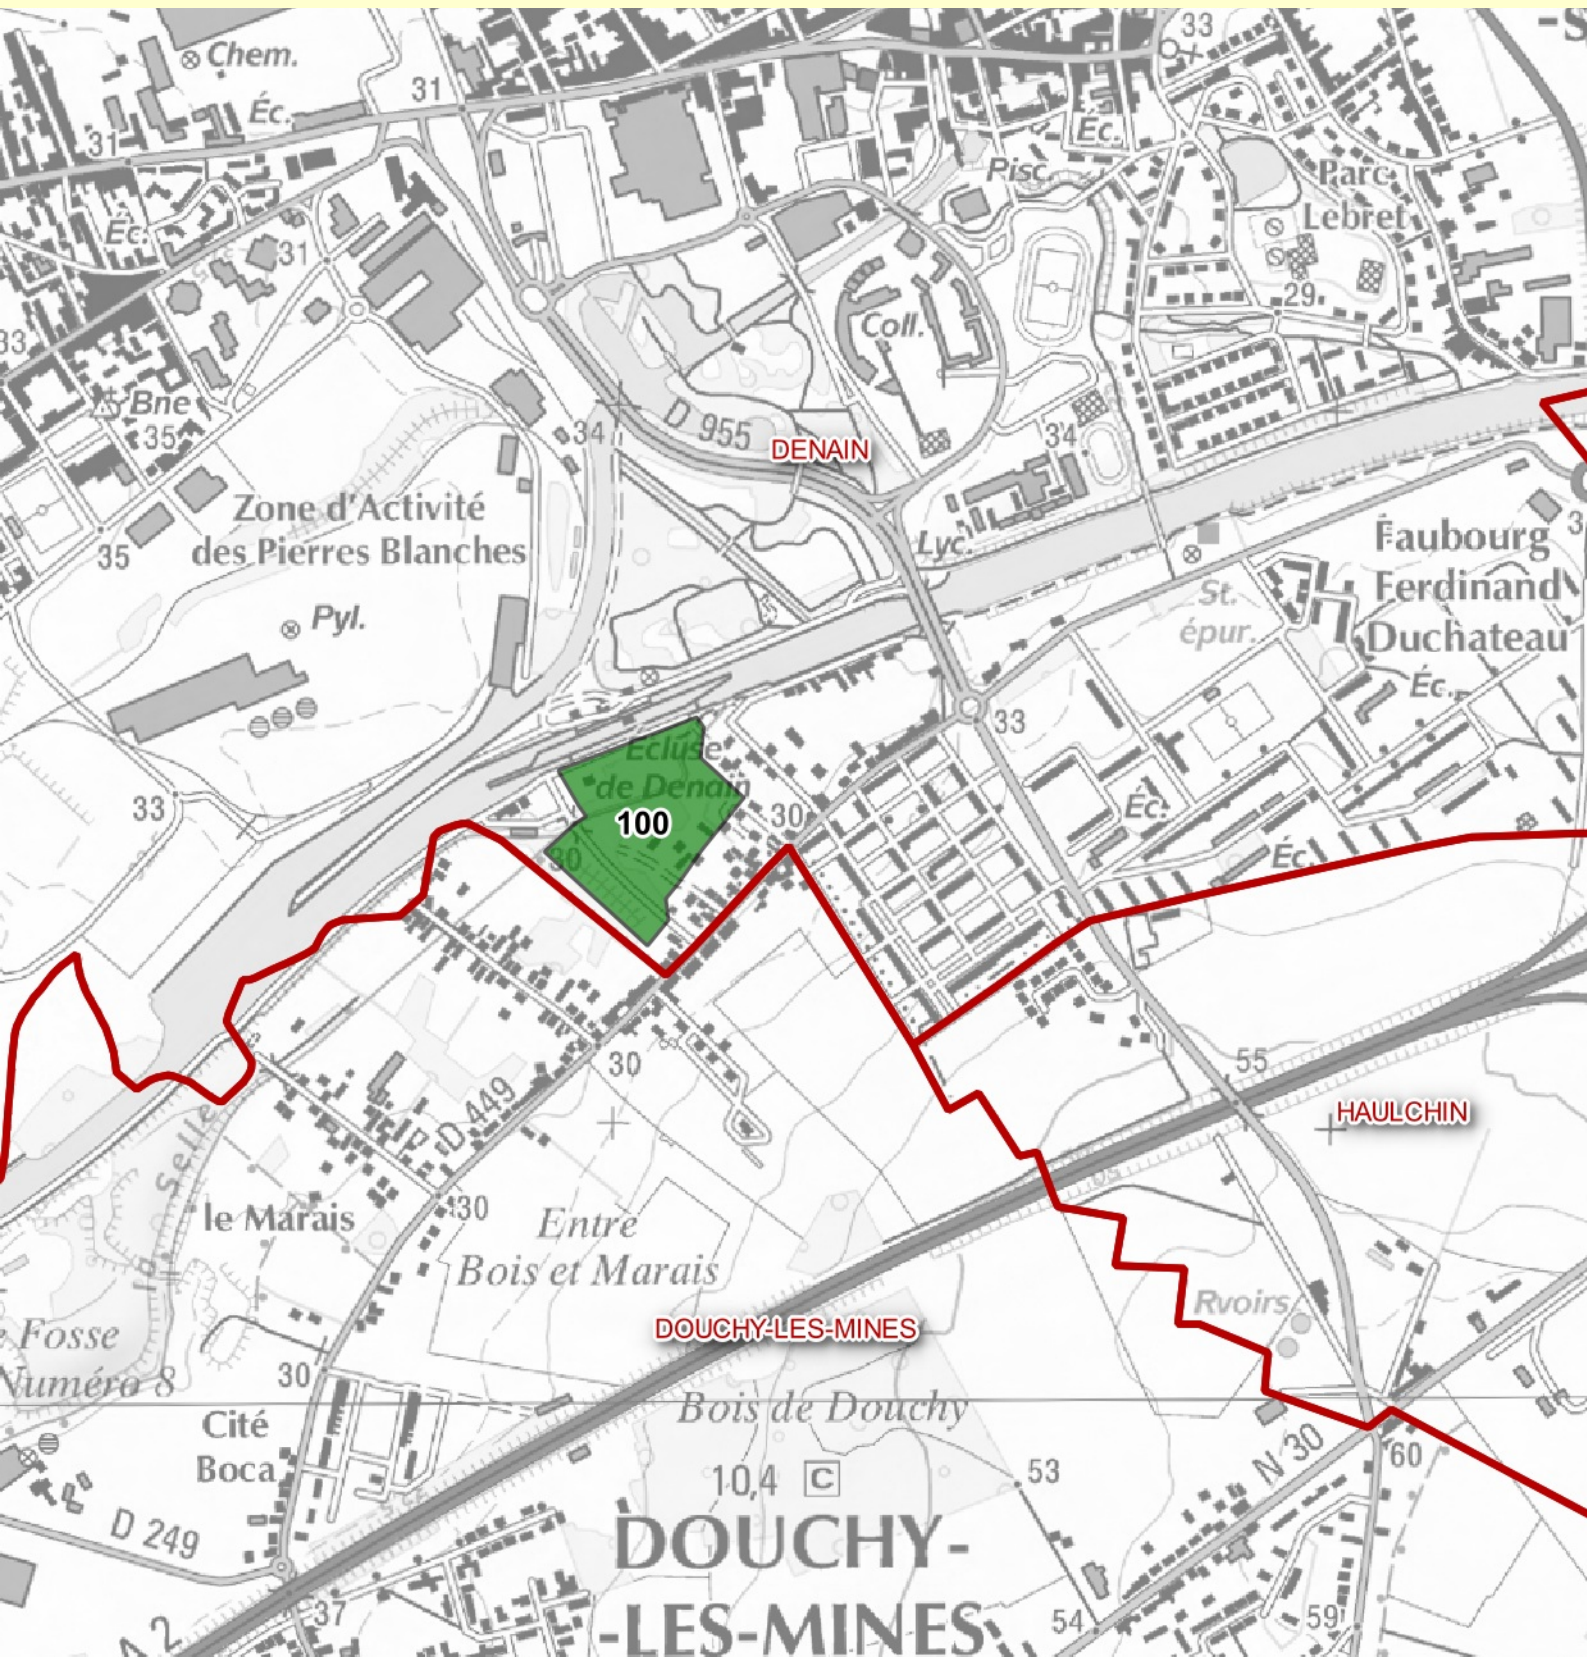 33
Chem.
31
Éc.
31
Éc.
Pisc.
Parc
Lebret
Éc.
31
29
33
Coll.
Bne
35
D 955
34
DENAIN
34
Zone d'Activité
des Pierres Blanches
35
Lyc.
Faubourg
Ferdinand
Duchateau
St.
épur.
Pyl.
Éc.
33
Écluse
de Denain
33
100
30
Éc.
30
Éc.
30
55
D 449
HAULCHIN
la Selle
le Marais
30
Entre
Bois et Marais
Rvoirs
DOUCHY-LES-MINES
Fosse
Numéro 8
30
Bois de Douchy
Cité
Boca
N 30
60
10,4
C
53
D 249
DOUCHY-
-LES-MINES
37
54
59
A 2